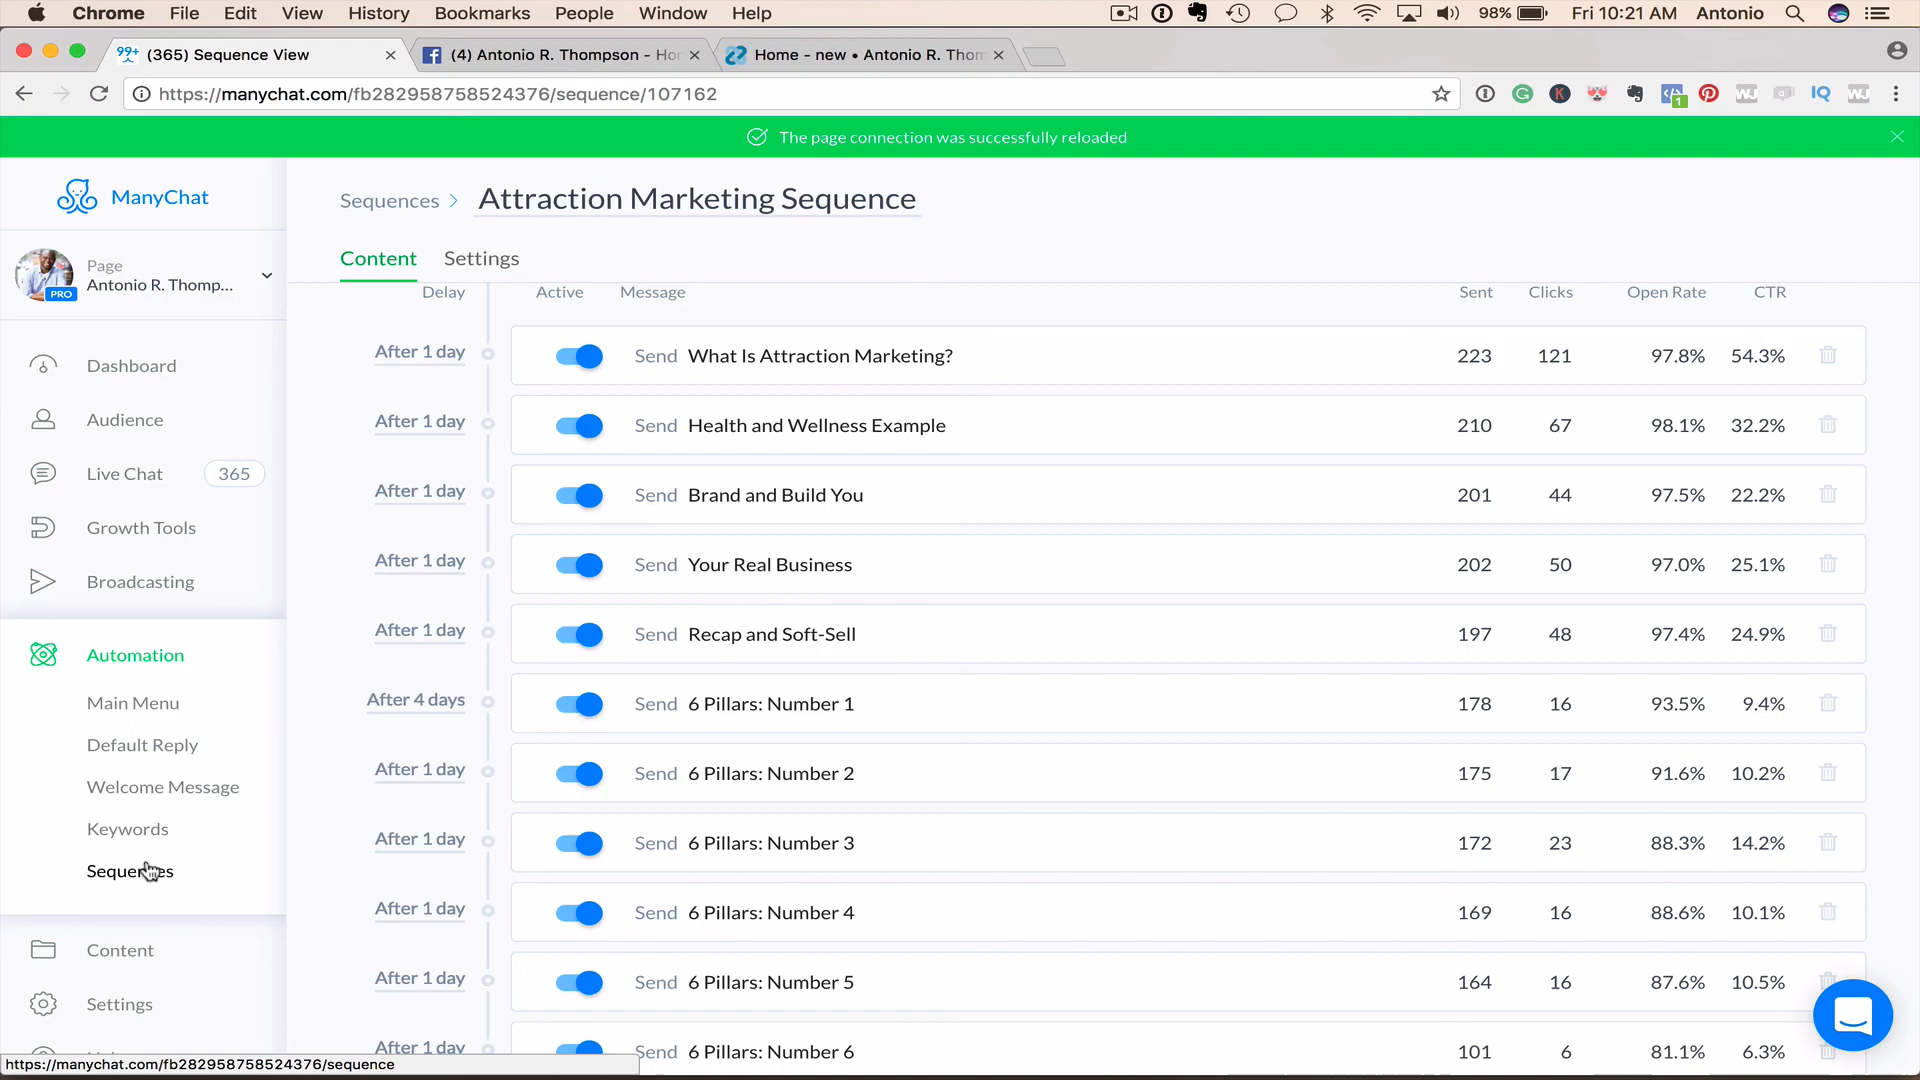 Chrome File Edit View History Bookmarks People Window Help 98% Fri 10:21 AM Antonio
99+ (365) Sequence View (4) Antonio R. Thompson - Ho Home - new • Antonio R. Thom
https://manychat.com/fb282958758524376/sequence/107162
The page connection was successfully reloaded
ManyChat
Sequences > Attraction Marketing Sequence
Page
Antonio R. Thomp...
PRO
Content Settings
Delay Active Message Sent Clicks Open Rate CTR
After 1 day Send What Is Attraction Marketing? 223 121 97.8% 54.3%
After 1 day Send Health and Wellness Example 210 67 98.1% 32.2%
After 1 day Send Brand and Build You 201 44 97.5% 22.2%
After 1 day Send Your Real Business 202 50 97.0% 25.1%
After 1 day Send Recap and Soft-Sell 197 48 97.4% 24.9%
After 4 days Send 6 Pillars: Number 1 178 16 93.5% 9.4%
After 1 day Send 6 Pillars: Number 2 175 17 91.6% 10.2%
After 1 day Send 6 Pillars: Number 3 172 23 88.3% 14.2%
After 1 day Send 6 Pillars: Number 4 169 16 88.6% 10.1%
After 1 day Send 6 Pillars: Number 5 164 16 87.6% 10.5%
After 1 day Send 6 Pillars: Number 6 101 6 81.1% 6.3%
Dashboard
Audience
Live Chat 365
Growth Tools
Broadcasting
Automation
Main Menu
Default Reply
Welcome Message
Keywords
Sequences
Content
Settings
https://manychat.com/fb282958758524376/sequence